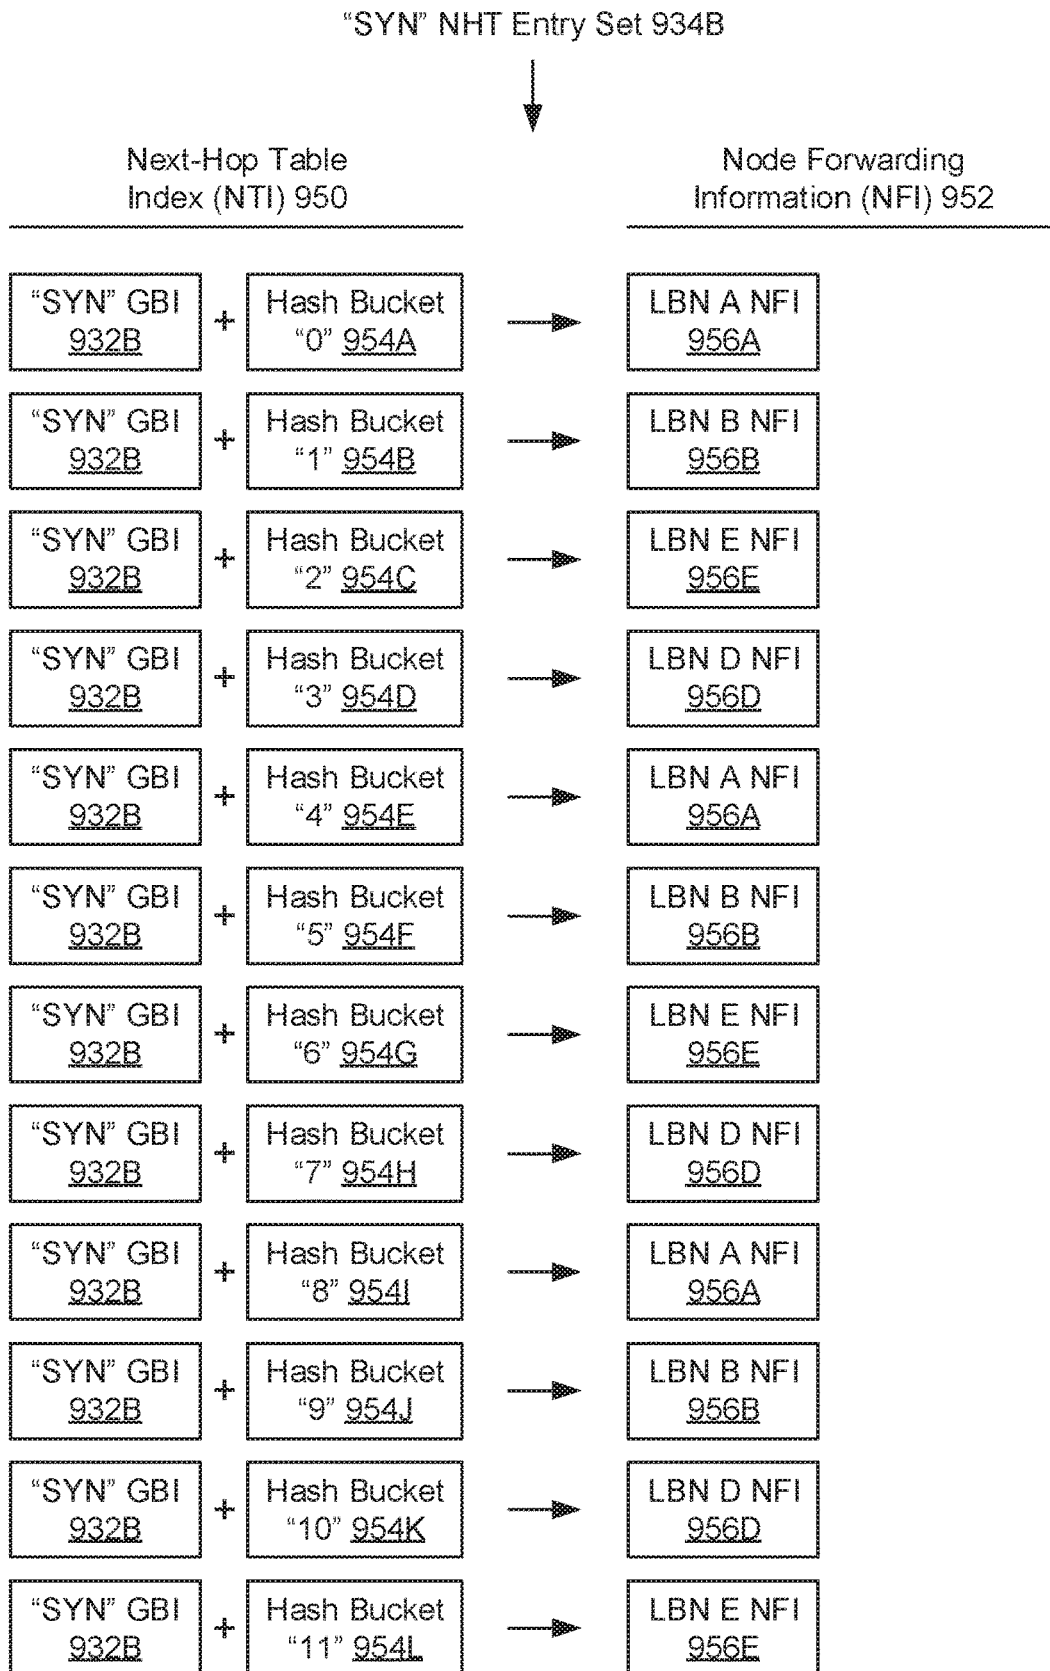 “SYN” NHT Entry Set 934B
Next-Hop Table
Index (NTI) 950
Node Forwarding
Information (NFI) 952
“SYN” GBI
932B
+
Hash Bucket
“0” 954A
LBN A NFI
956A
“SYN” GBI
932B
+
Hash Bucket
“1” 954B
LBN B NFI
956B
“SYN” GBI
932B
+
Hash Bucket
“2” 954C
LBN E NFI
956E
“SYN” GBI
932B
+
Hash Bucket
“3” 954D
LBN D NFI
956D
“SYN” GBI
932B
+
Hash Bucket
“4” 954E
LBN A NFI
956A
“SYN” GBI
932B
+
Hash Bucket
“5” 954F
LBN B NFI
956B
“SYN” GBI
932B
+
Hash Bucket
“6” 954G
LBN E NFI
956E
“SYN” GBI
932B
+
Hash Bucket
“7” 954H
LBN D NFI
956D
“SYN” GBI
932B
+
Hash Bucket
“8” 954I
LBN A NFI
956A
“SYN” GBI
932B
+
Hash Bucket
“9” 954J
LBN B NFI
956B
“SYN” GBI
932B
+
Hash Bucket
“10” 954K
LBN D NFI
956D
“SYN” GBI
932B
+
Hash Bucket
“11” 954L
LBN E NFI
956E